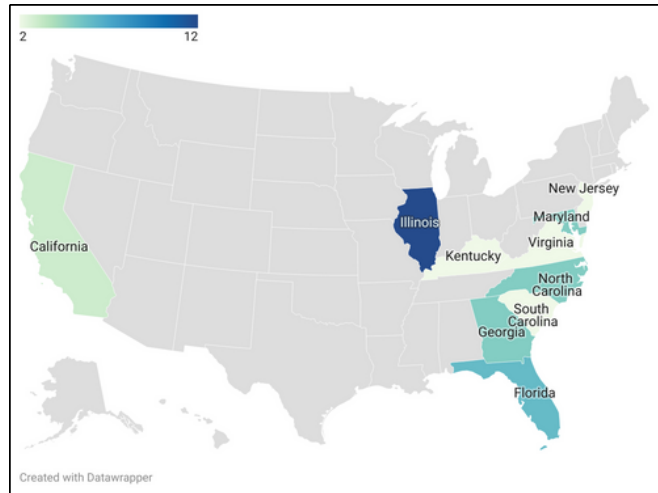 2
12
New Jersey
Maryland
Illinois
Virginia
California
Kentucky
North
Carolina
South
Carolina
Georgia
Florida
Created with Datawrapper